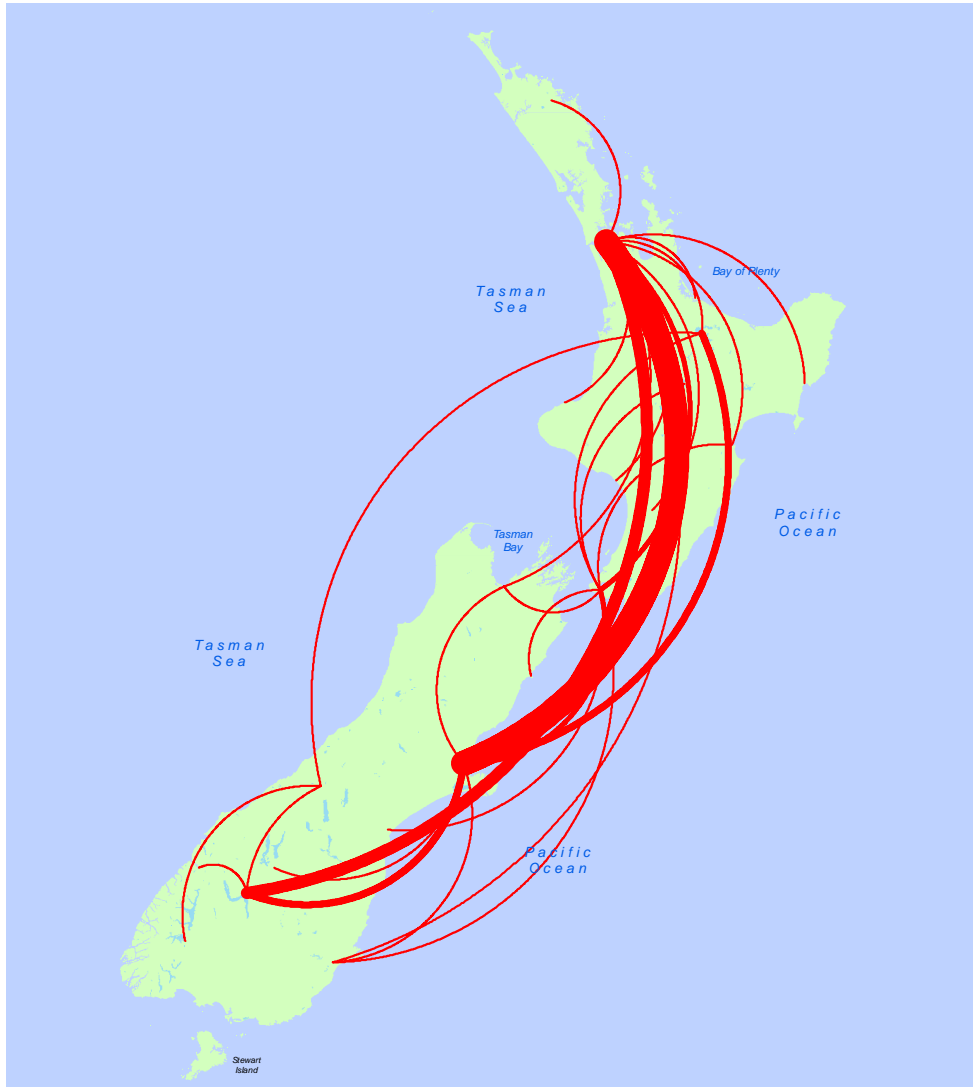 Bay of Plenty
Tasman
Sea
Pacific
Ocean
Tasman
Bay
Tasman
Sea
Pacific
Ocean
Stewart
Island